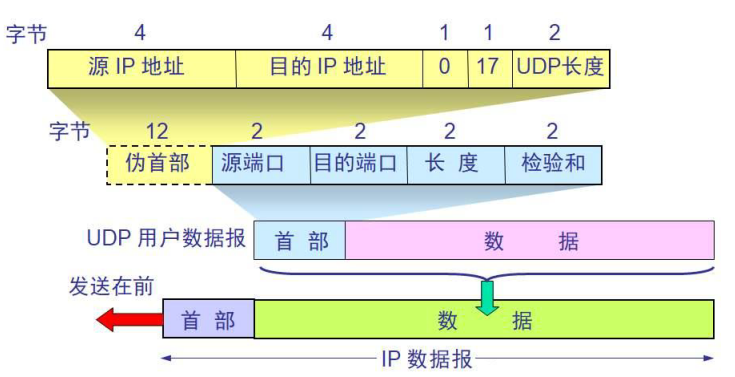 字节 4 4 1 1 2
源 IP 地址 目的 IP 地址 0 17 UDP长度
字节 12 2 2 2 2
伪首部 源端口 目的端口 长 度 检验和
UDP 用户数据报 首 部 数 据
发送在前
首 部 数 据
IP 数据报